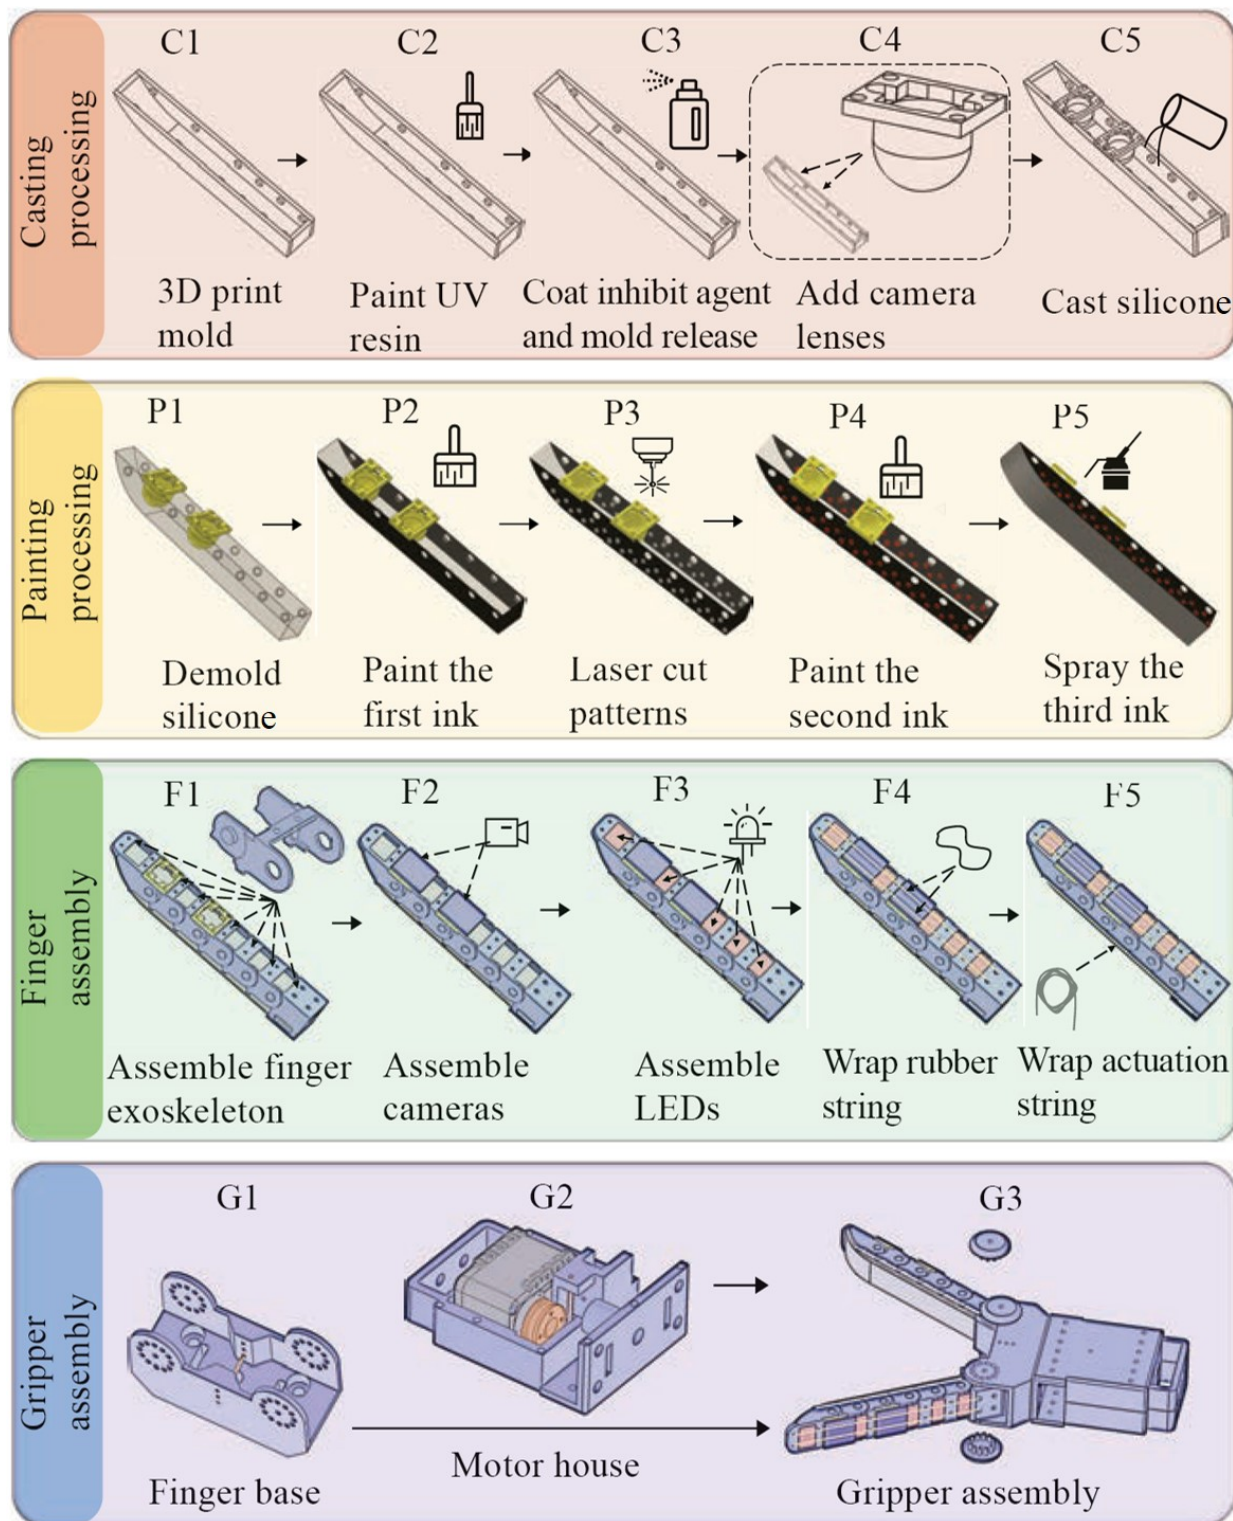 Casting
processing
C1
C2
C3
C4
C5
3D print
mold
Paint UV
resin
Coat inhibit agent
and mold release
Add camera
lenses
Cast silicone
Painting
processing
P1
P2
P3
P4
P5
Demold
silicone
Paint the
first ink
Laser cut
patterns
Paint the
second ink
Spray the
third ink
Finger
assembly
F1
F2
F3
F4
F5
Assemble finger
exoskeleton
Assemble
cameras
Assemble
LEDs
Wrap rubber
string
Wrap actuation
string
Gripper
assembly
G1
G2
G3
Finger base
Motor house
Gripper assembly